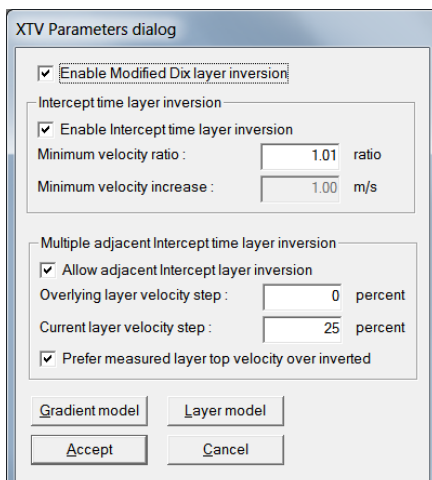 XTV Parameters dialog
Enable Modified Dix layer inversion
Intercept time layer inversion
Enable Intercept time layer inversion
Minimum velocity ratio : 1.01 ratio
Minimum velocity increase : 1.00 m/s
Multiple adjacent Intercept time layer inversion
Allow adjacent Intercept layer inversion
Overlying layer velocity step : 0 percent
Current layer velocity step : 25 percent
Prefer measured layer top velocity over inverted
Gradient model Layer model
Accept Cancel